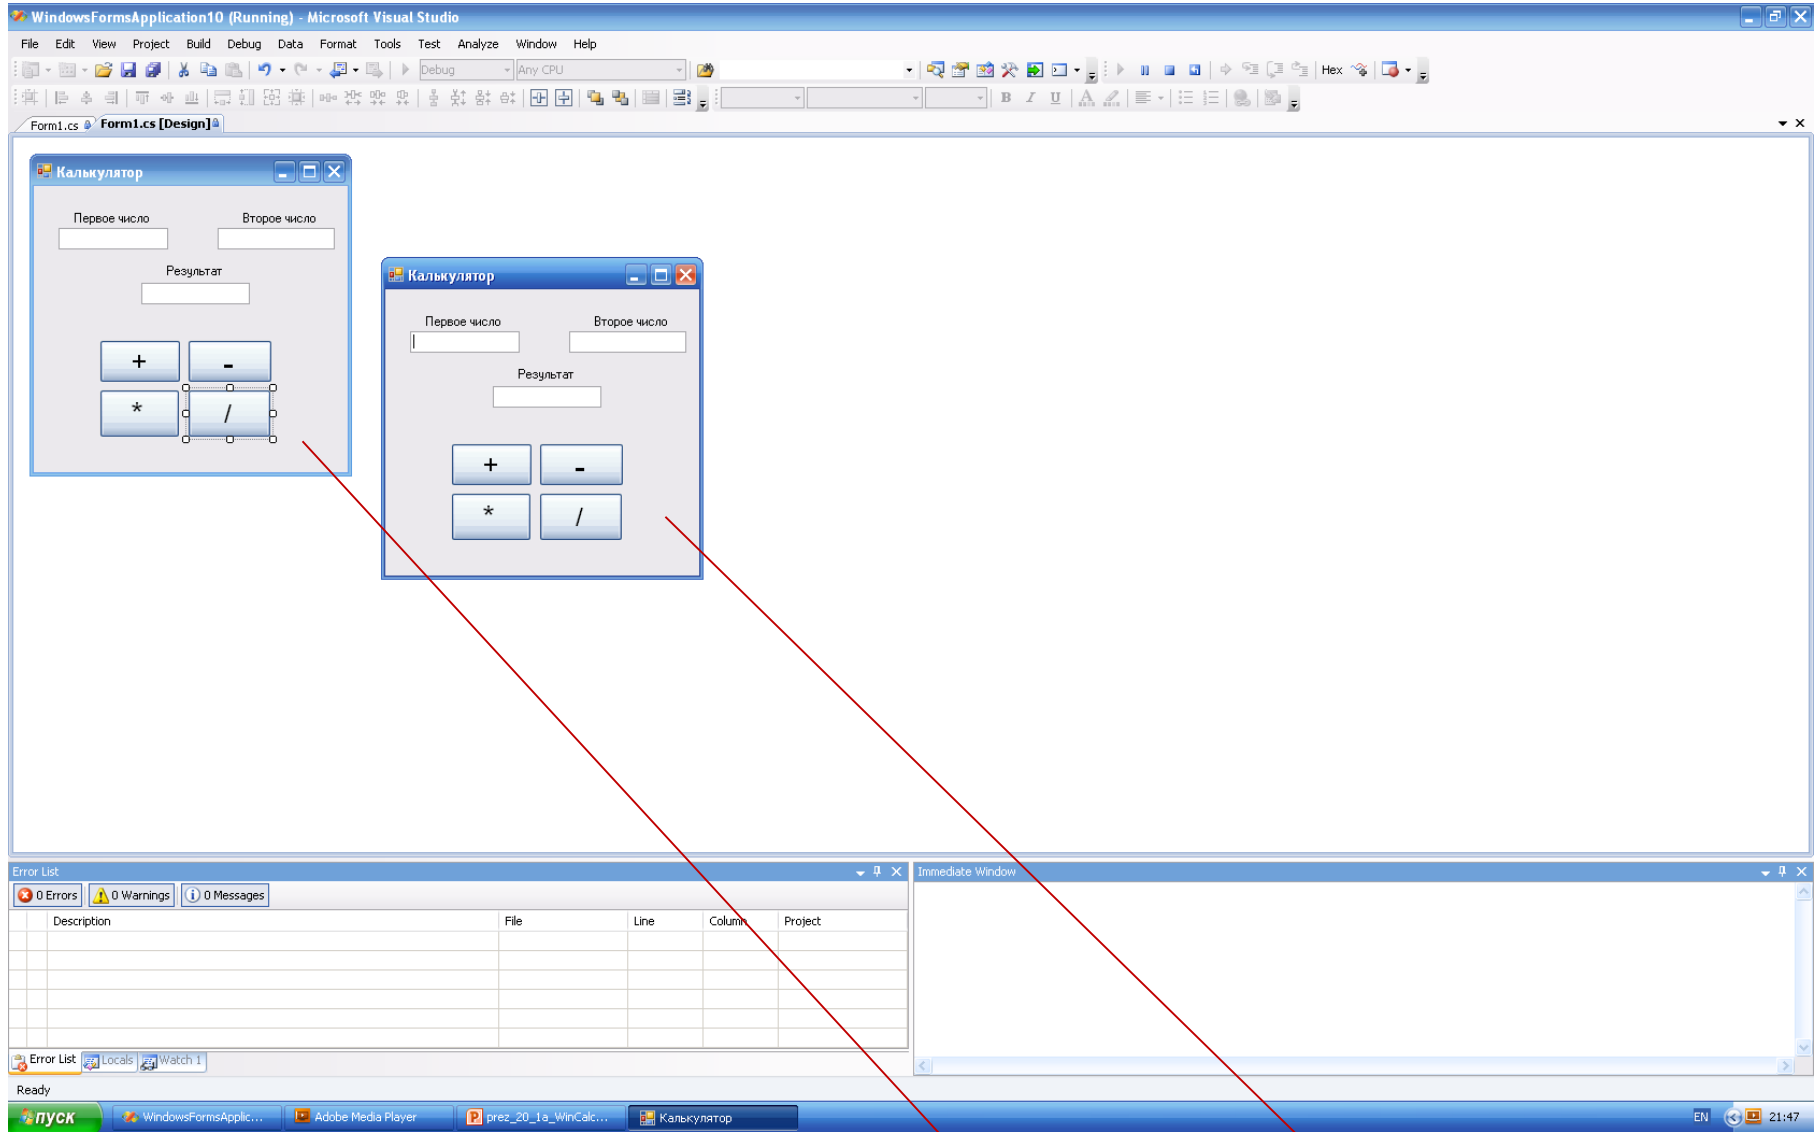 WindowsFormsApplication10 (Running) - Microsoft Visual Studio
File Edit View Project Build Debug Data Format Tools Test Analyze Window Help
Debug Any CPU Hex
B I U A
Form1.cs Form1.cs [Design]
Калькулятор
Первое число Второе число
Результат
+ -
* /
Калькулятор
Первое число Второе число
Результат
+ -
* /
Error List
0 Errors 0 Warnings 0 Messages
Description File Line Column Project
Error List Locals Watch 1
Immediate Window
Ready
пуск WindowsFormsApplic... Adobe Media Player prez_20_1a_WinCalc... Калькулятор EN 21:47